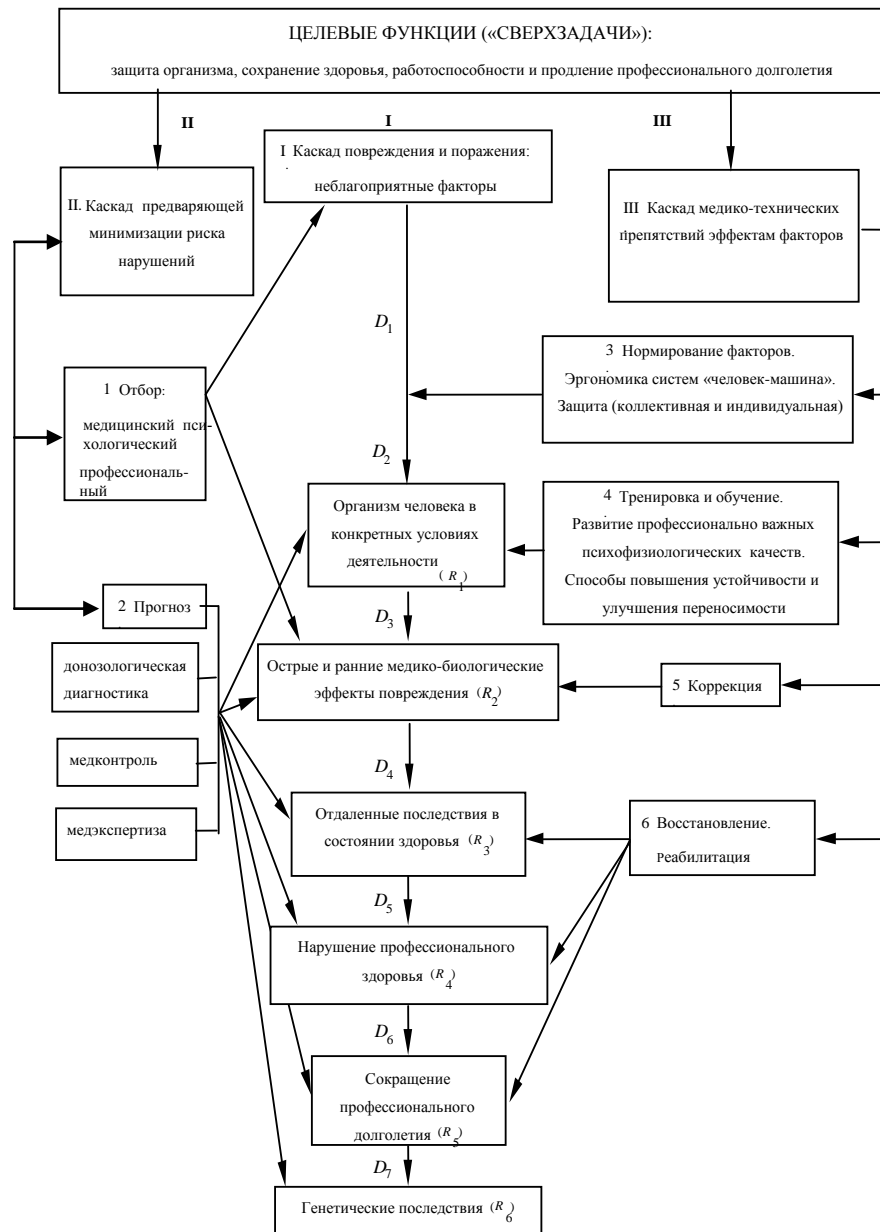 ЦЕЛЕВЫЕ ФУНКЦИИ («СВЕРХЗАДАЧИ»):
защита организма, сохранение здоровья, работоспособности и продление профессионального долголетия
II
I
III
I Каскад повреждения и поражения:
неблагоприятные факторы
II. Каскад предваряющей
минимизации риска
нарушений
III Каскад медико-технических
препятствий эффектам факторов
D1
3 Нормирование факторов.
Эргономика систем «человек-машина».
Защита (коллективная и индивидуальная)
1 Отбор:
медицинский пси-
хологический
профессиональ-
ный
D2
Организм человека в
конкретных условиях
деятельности
(R1)
4 Тренировка и обучение.
Развитие профессионально важных
психофизиологических качеств.
Способы повышения устойчивости и
улучшения переносимости
2 Прогноз
D3
донозологическая
диагностика
Острые и ранние медико-биологические
эффекты повреждения (R2)
5 Коррекция
медконтроль
D4
медэкспертиза
Отдаленные последствия в
состоянии здоровья (R3)
6 Восстановление.
Реабилитация
D5
Нарушение профессионального
здоровья (R4)
D6
Сокращение
профессионального
долголетия (R5)
D7
Генетические последствия (R6)